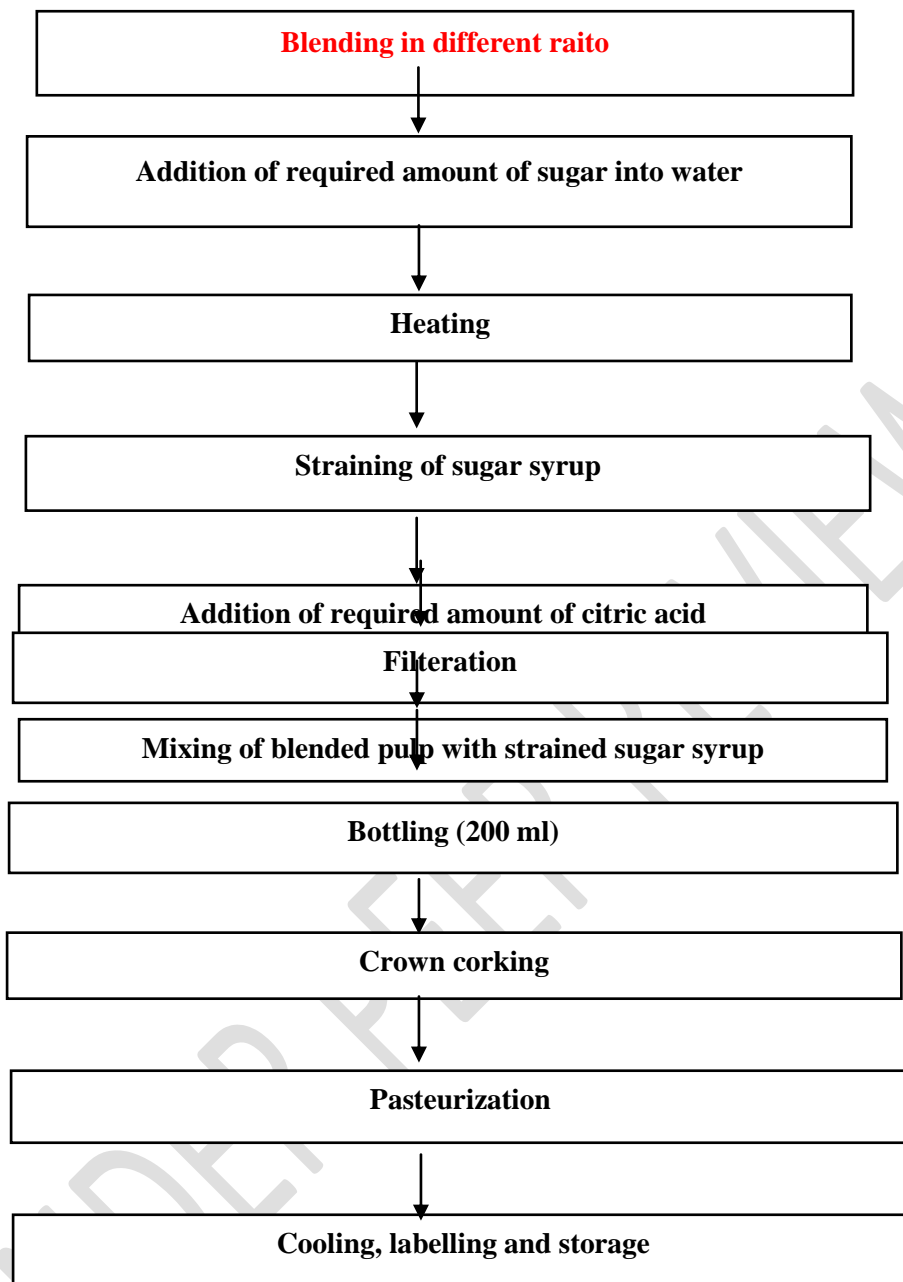 Blending in different raito
Addition of required amount of sugar into water
Heating
Straining of sugar syrup
Addition of required amount of citric acid
Filteration
Mixing of blended pulp with strained sugar syrup
Bottling (200 ml)
Crown corking
Pasteurization
Cooling, labelling and storage